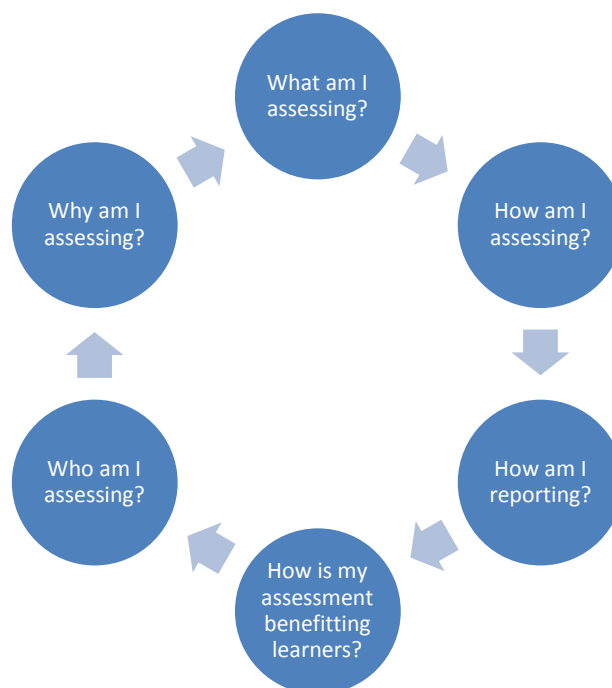 What am I
assessing?
How am I
assessing?
How am I
reporting?
How is my
assessment
benefitting
learners?
Who am I
assessing?
Why am I
assessing?